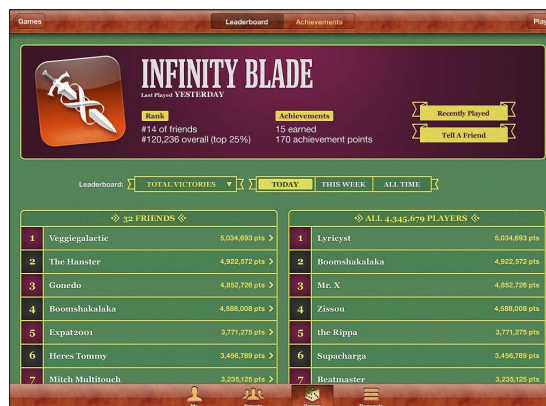 Games
Leaderboard
Achievements
Play
INFINITY BLADE
Last Played YESTERDAY
Rank
#14 of friends
#120,236 overall (top 25%)
Achievements
15 earned
170 achievement points
Recently Played
Tell A Friend
Leaderboard:
TOTAL VICTORIES
TODAY
THIS WEEK
ALL TIME
32 FRIENDS
1 Veggiegalactic 5,034,693 pts
2 The Hanster 4,922,572 pts
3 Gonedo 4,852,726 pts
4 Boomshakalaka 4,588,008 pts
5 Expat2001 3,771,275 pts
6 Heres Tommy 3,456,789 pts
7 Mitch Multitouch 3,235,125 pts
ALL 4,345,679 PLAYERS
1 Lyricyst 5,034,693 pts
2 Boomshakalaka 4,922,572 pts
3 Mr. X 4,852,726 pts
4 Zissou 4,588,008 pts
5 the Rippa 3,771,275 pts
6 Supacharga 3,456,789 pts
7 Beatmaster 3,235,125 pts